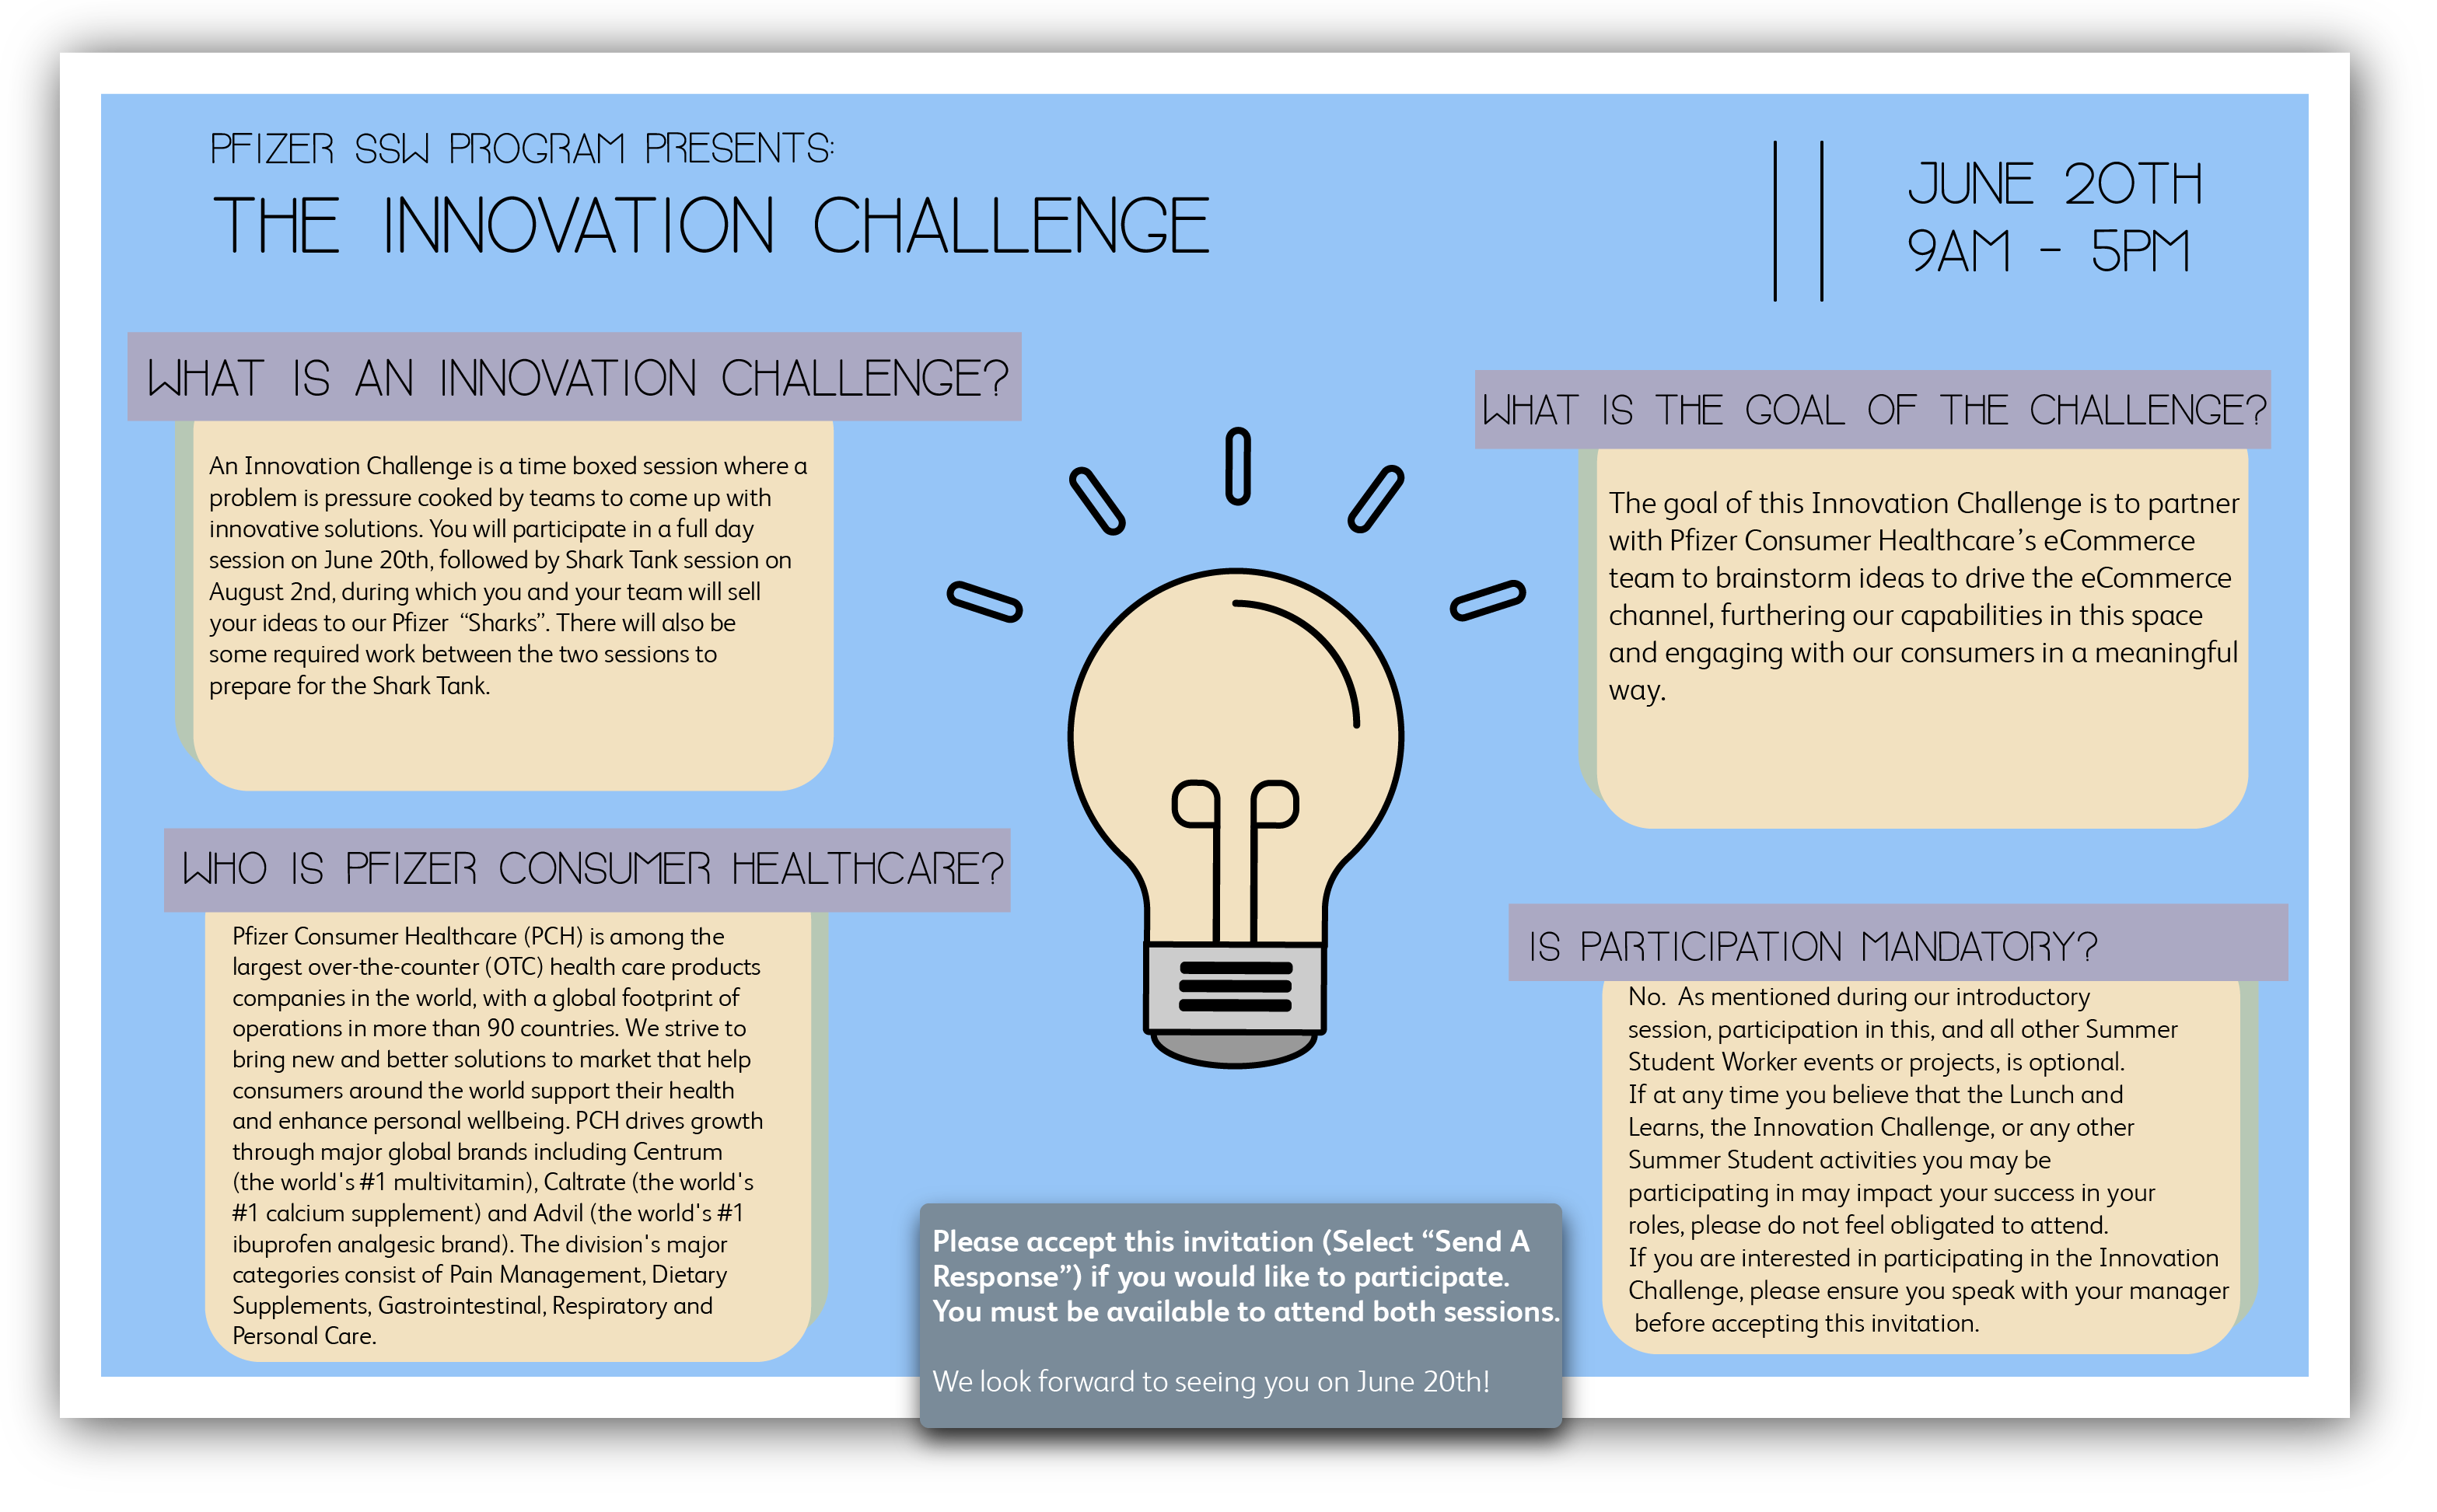 PFIZER SSW PROGRAM PRESENTS:
THE INNOVATION CHALLENGE
JUNE 20TH
9AM - 5PM
WHAT IS AN INNOVATION CHALLENGE?
An Innovation Challenge is a time boxed session where a
problem is pressure cooked by teams to come up with
innovative solutions. You will participate in a full day
session on June 20th, followed by Shark Tank session on
August 2nd, during which you and your team will sell
your ideas to our Pfizer “Sharks”. There will also be
some required work between the two sessions to
prepare for the Shark Tank.
WHAT IS THE GOAL OF THE CHALLENGE?
The goal of this Innovation Challenge is to partner
with Pfizer Consumer Healthcare’s eCommerce
team to brainstorm ideas to drive the eCommerce
channel, furthering our capabilities in this space
and engaging with our consumers in a meaningful
way.
WHO IS PFIZER CONSUMER HEALTHCARE?
Pfizer Consumer Healthcare (PCH) is among the
largest over-the-counter (OTC) health care products
companies in the world, with a global footprint of
operations in more than 90 countries. We strive to
bring new and better solutions to market that help
consumers around the world support their health
and enhance personal wellbeing. PCH drives growth
through major global brands including Centrum
(the world's #1 multivitamin), Caltrate (the world's
#1 calcium supplement) and Advil (the world's #1
ibuprofen analgesic brand). The division's major
categories consist of Pain Management, Dietary
Supplements, Gastrointestinal, Respiratory and
Personal Care.
IS PARTICIPATION MANDATORY?
No. As mentioned during our introductory
session, participation in this, and all other Summer
Student Worker events or projects, is optional.
If at any time you believe that the Lunch and
Learns, the Innovation Challenge, or any other
Summer Student activities you may be
participating in may impact your success in your
roles, please do not feel obligated to attend.
If you are interested in participating in the Innovation
Challenge, please ensure you speak with your manager
before accepting this invitation.
Please accept this invitation (Select “Send A
Response”) if you would like to participate.
You must be available to attend both sessions.
We look forward to seeing you on June 20th!